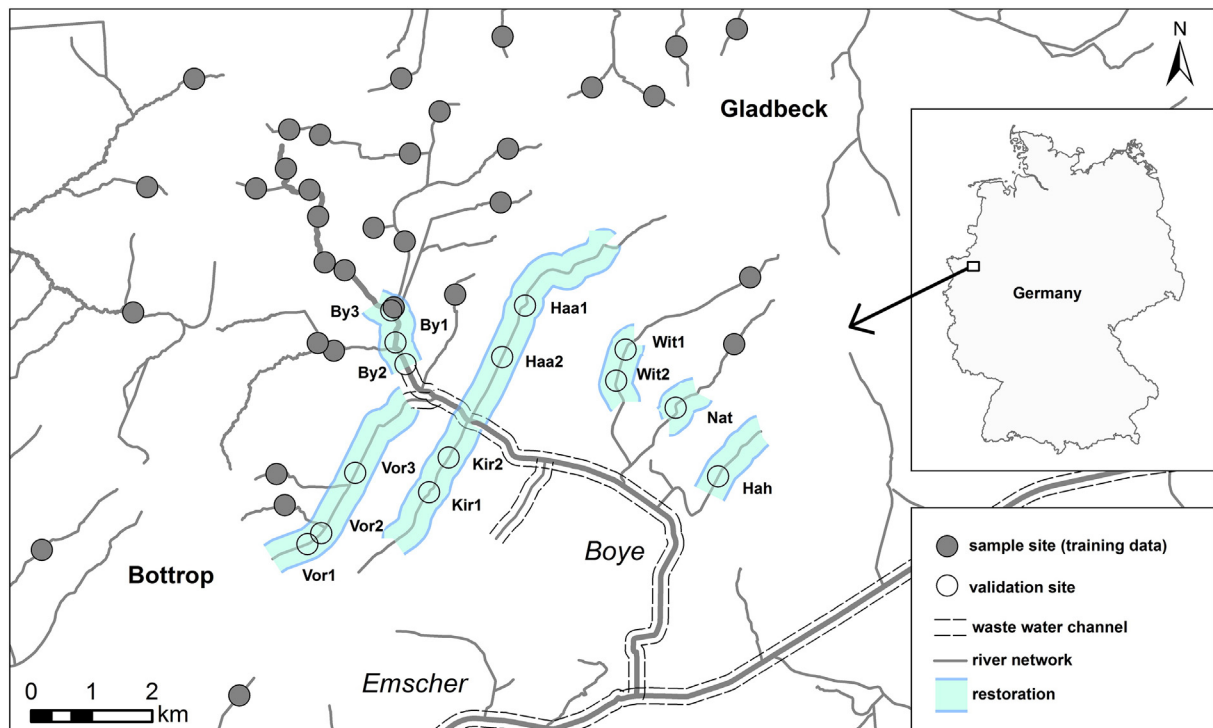 N
Gladbeck
Germany
By3
By1
Haa1
By2
Haa2
Wit1
Wit2
Nat
Vor3
Kir2
Hah
Kir1
Vor2
Boye
Vor1
Bottrop
Emscher
0 1 2
km
sample site (training data)
validation site
waste water channel
river network
restoration